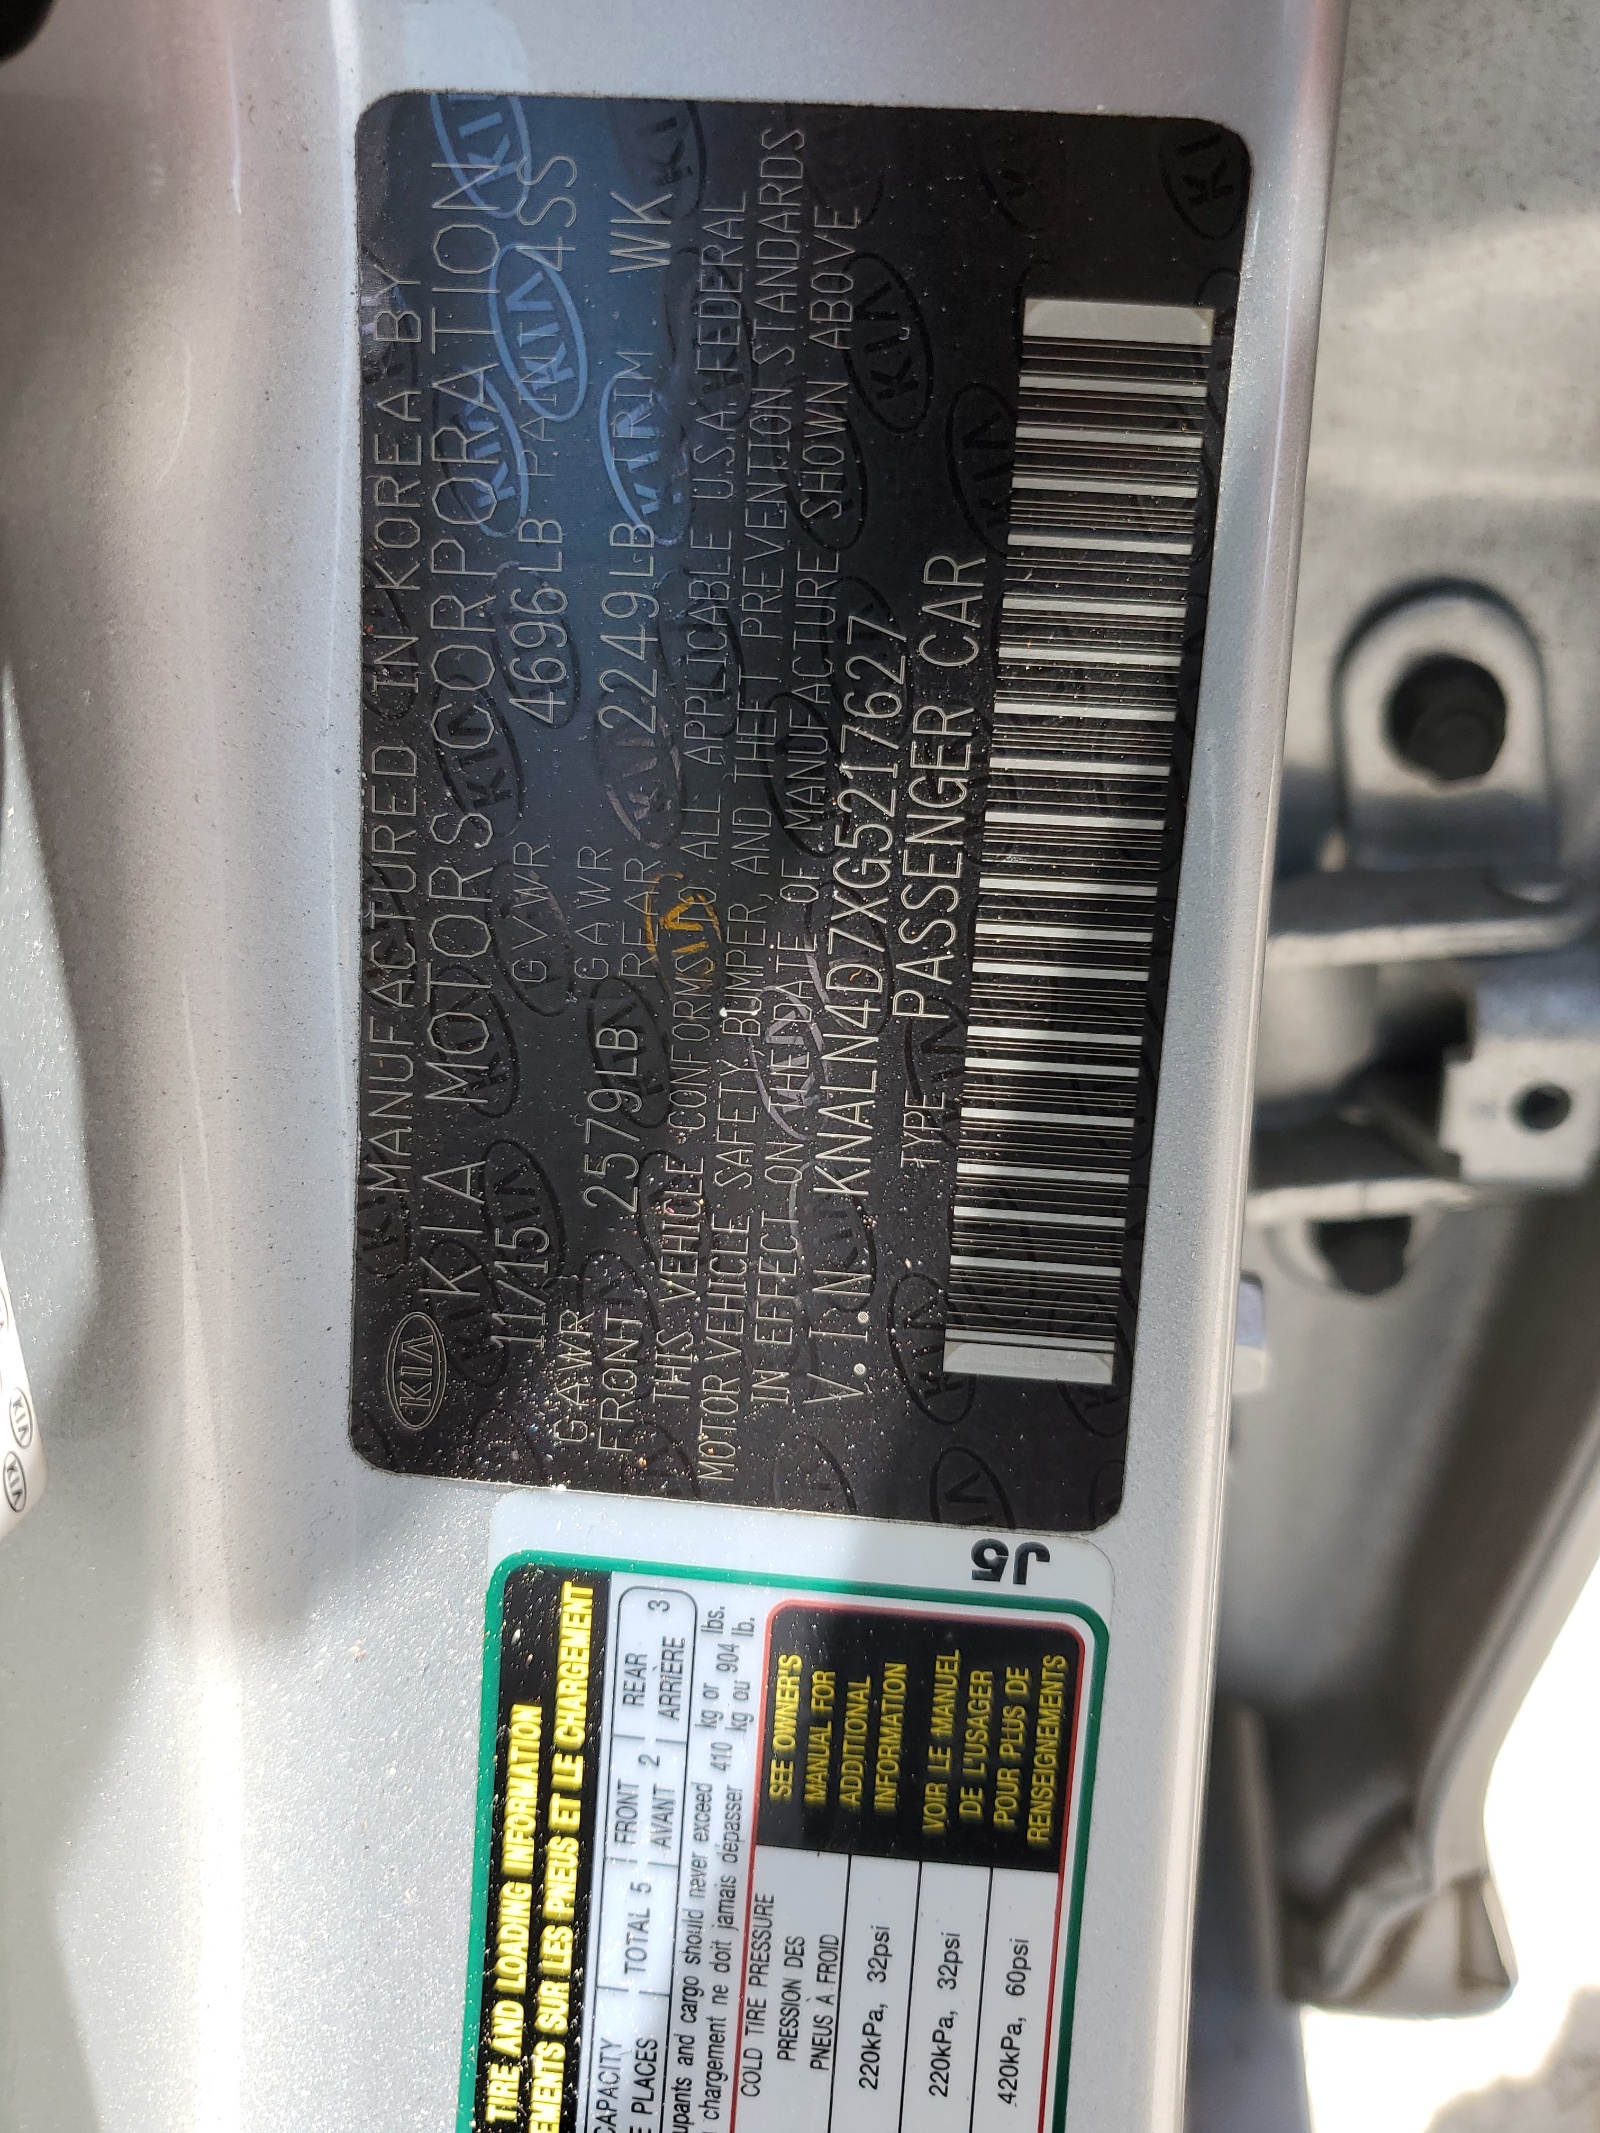 KIA MANUFACTURED IN KOREA BY
KIA MOTORS CORPORATION
11/15 GVWR 4696LB PAINT 4SS
GAWR GAWR
FRONT 2579LB REAR 2249LB TRIM WK
THIS VEHICLE CONFORMS TO ALL APPLICABLE U.S.A FEDERAL
MOTOR VEHICLE SAFETY, BUMPER, AND THEFT PREVENTION STANDARDS
IN EFFECT ON THE DATE OF MANUFACTURE SHOWN ABOVE
V.I.N KNALN4D7XG5217627
TYPE PASSENGER CAR
J5
TIRE AND LOADING INFORMATION
EMENTS SUR LES PNEUS ET LE CHARGEMENT
CAPACITY TOTAL 5 FRONT 2 REAR 3
E PLACES AVANT ARRIÈRE
upants and cargo should never exceed 410 kg or 904 lbs.
chargement ne doit jamais dépasser 410 kg ou 904 lb.
COLD TIRE PRESSURE
PRESSION DES
PNEUS À FROID
220kPa, 32psi
220kPa, 32psi
420kPa, 60psi
SEE OWNER'S
MANUAL FOR
ADDITIONAL
INFORMATION
VOIR LE MANUEL
DE L'USAGER
POUR PLUS DE
RENSEIGNEMENTS
KIA
KIA